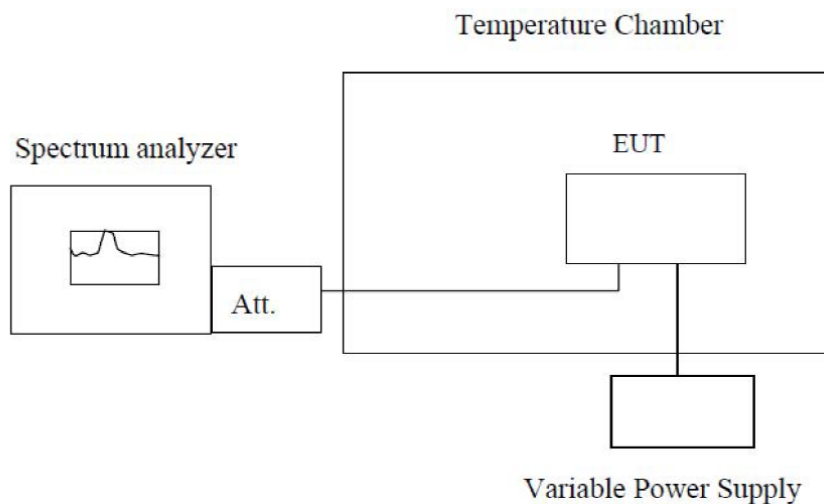 Temperature Chamber
Spectrum analyzer
EUT
Att.
Variable Power Supply